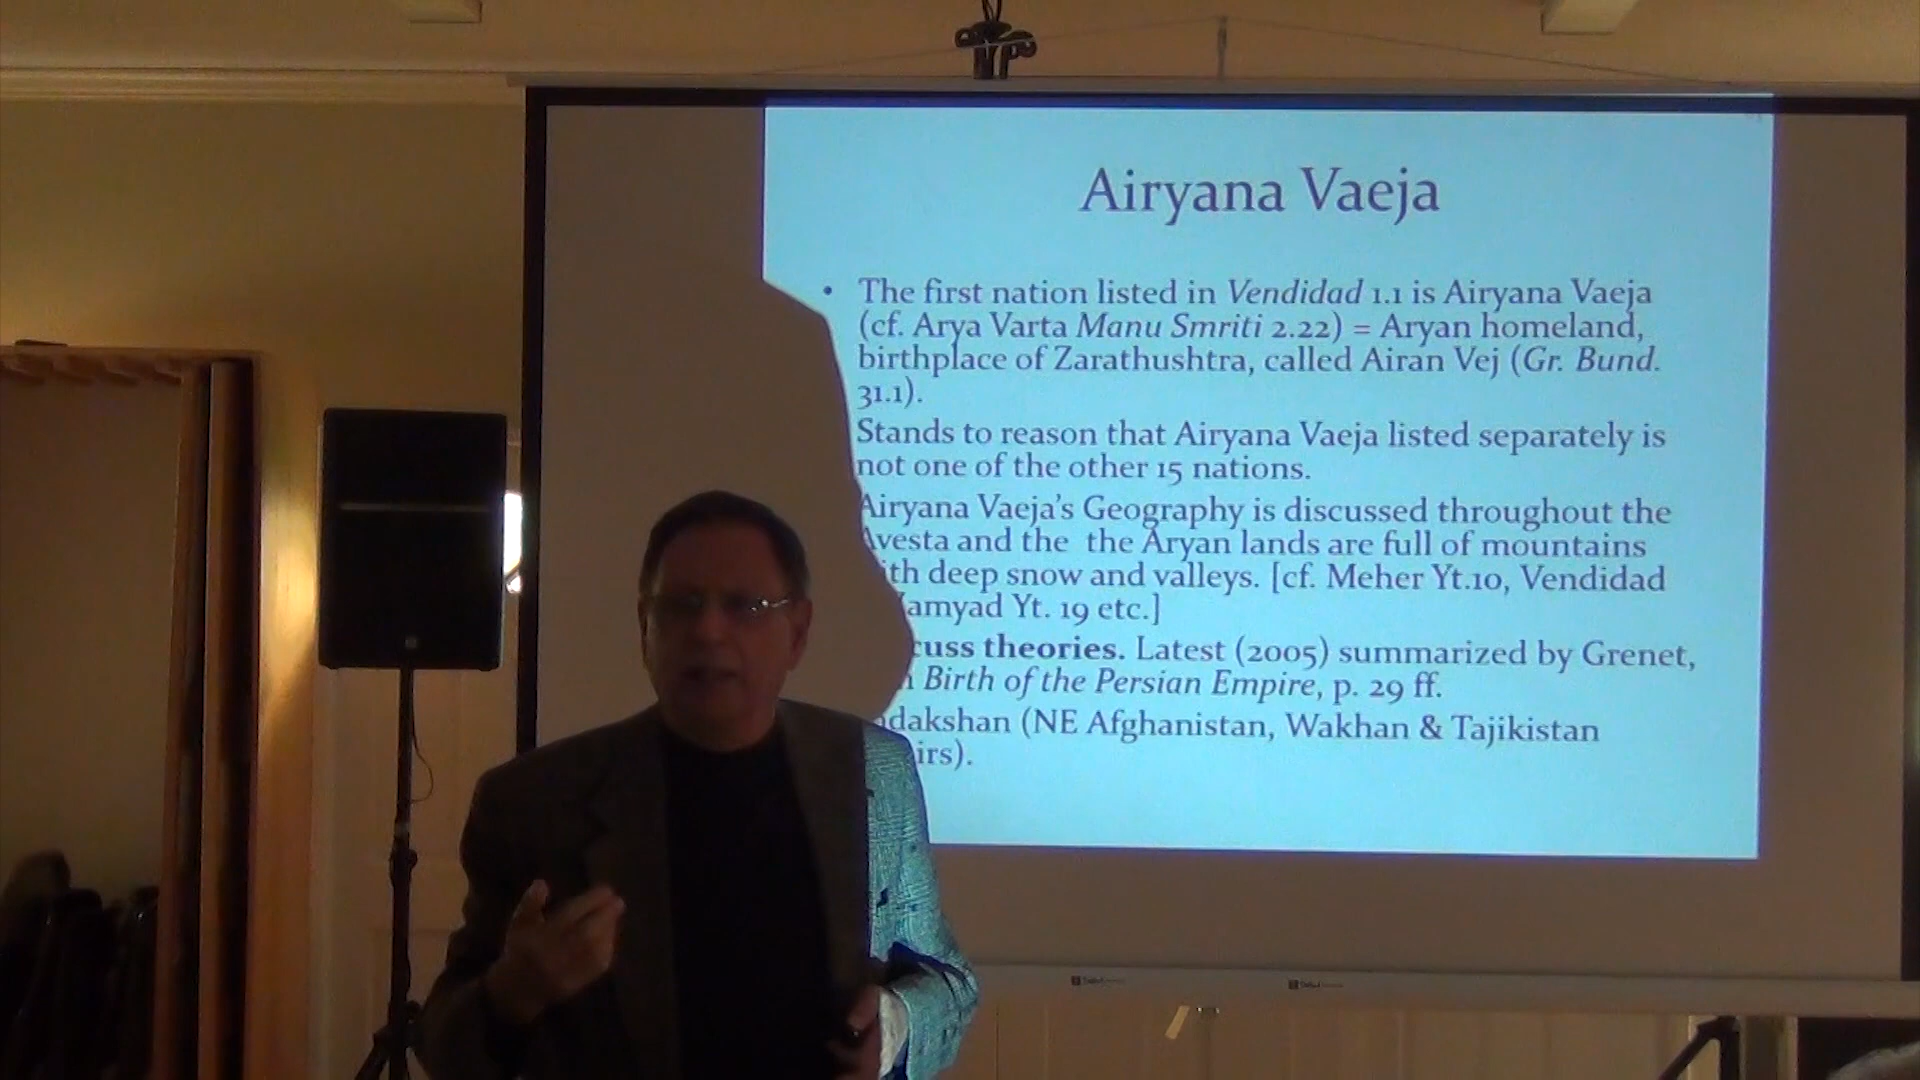 Airyana Vaeja
• The first nation listed in Vendidad 1.1 is Airyana Vaeja
(cf. Arya Varta Manu Smriti 2.22) = Aryan homeland,
birthplace of Zarathushtra, called Airan Vej (Gr. Bund.
31.1).
Stands to reason that Airyana Vaeja listed separately is
not one of the other 15 nations.
Airyana Vaeja's Geography is discussed throughout the
Avesta and the the Aryan lands are full of mountains
deep snow and valleys. [cf. Meher Yt.10, Vendidad
Yt. 19 etc.]
theories. Latest (2005) summarized by Grenet,
Birth of the Persian Empire, p. 29 ff.
(NE Afghanistan, Wakhan & Tajikistan